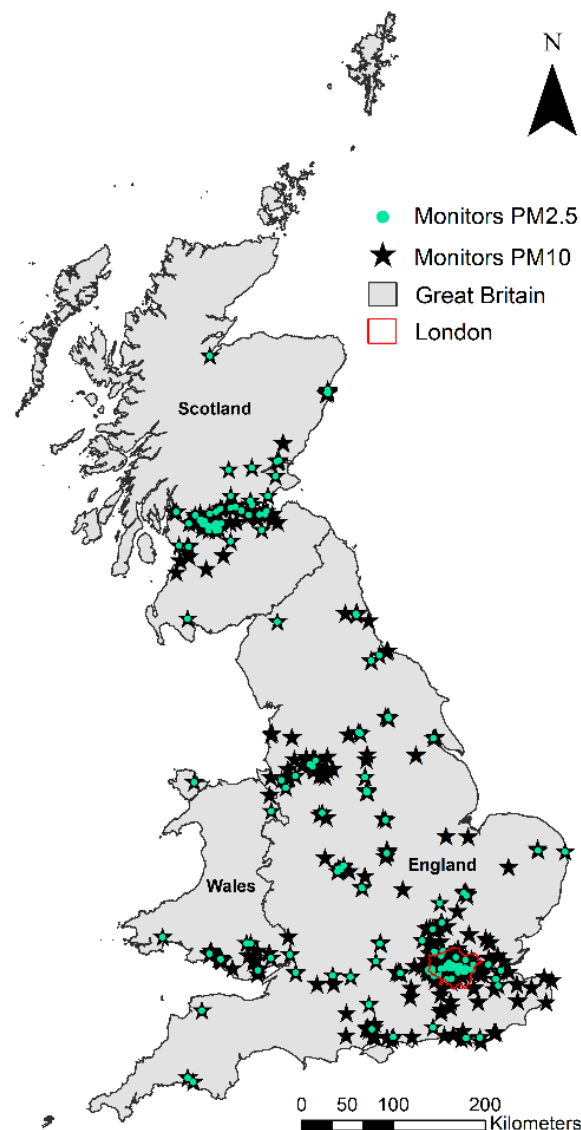 N
Monitors PM2.5
Monitors PM10
Great Britain
London
Scotland
England
Wales
0 50 100 200
Kilometers